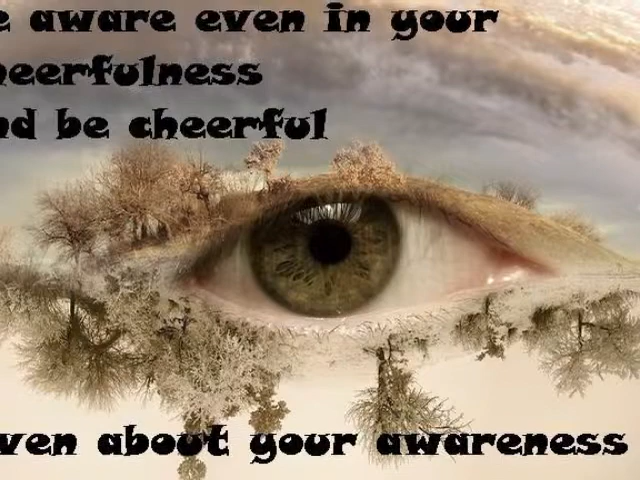 e aware even in your
heerfulness
nd be cheerful
ven about your awareness